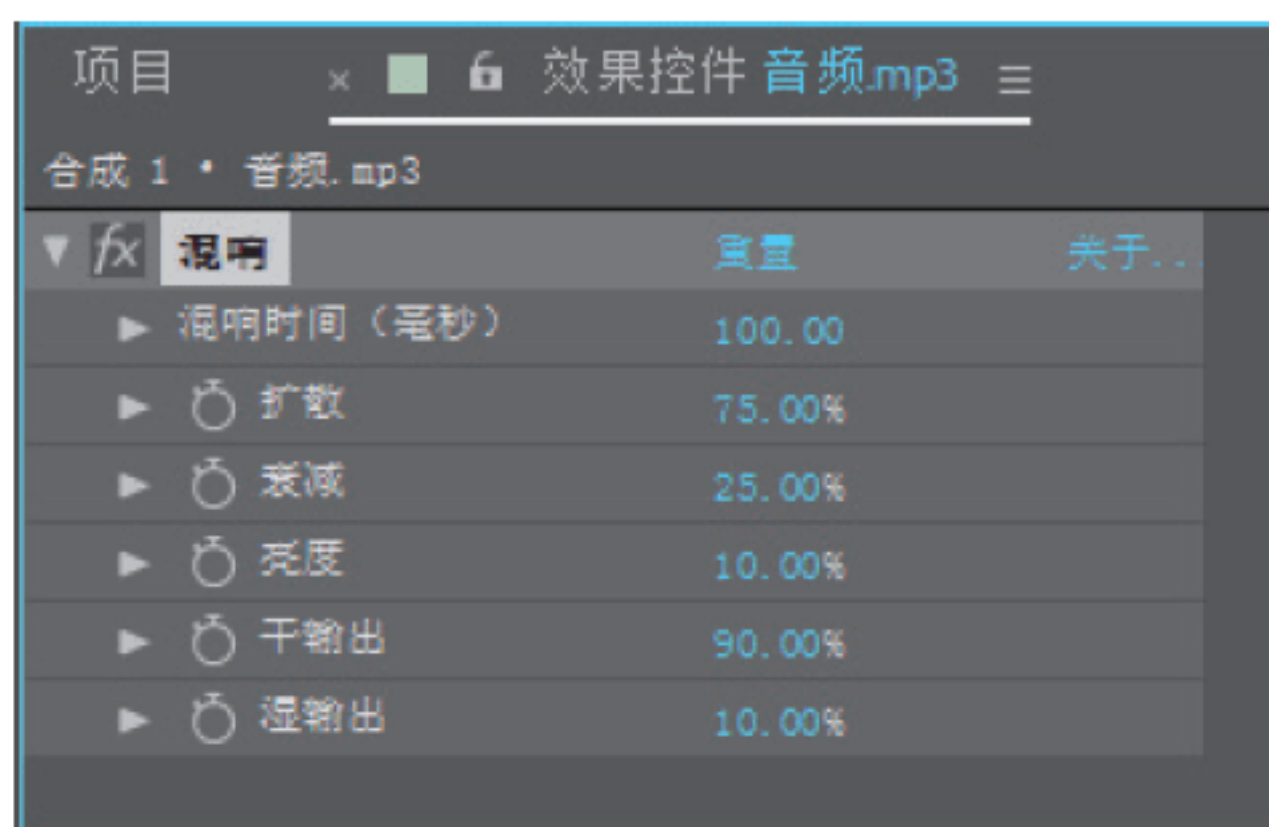 项目 × 效果控件 音频.mp3 ≡
合成 1 • 音频.mp3
fx 混响 重置 关于...
混响时间（毫秒） 100.00
扩散 75.00%
衰减 25.00%
亮度 10.00%
干输出 90.00%
湿输出 10.00%